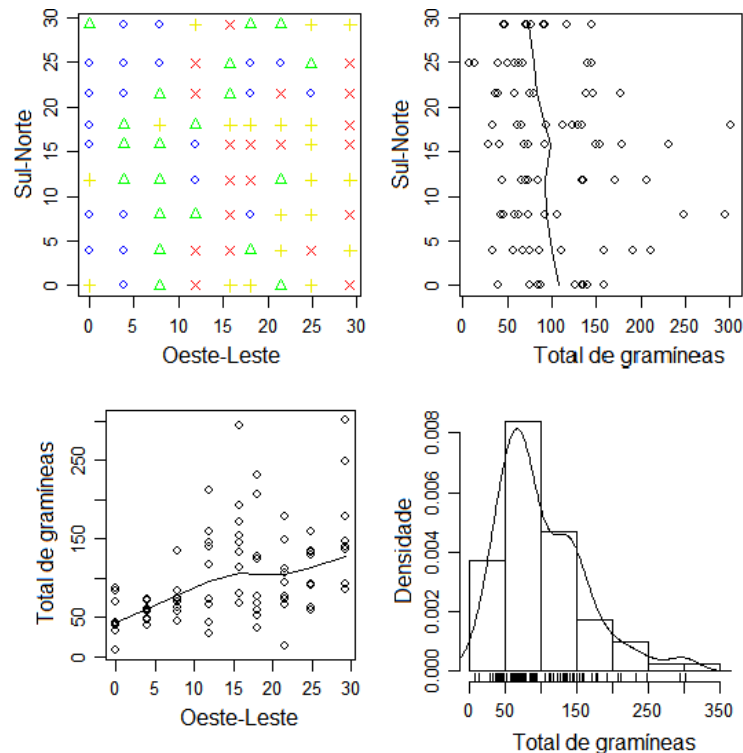 Sul-Norte
30
25
20
15
10
5
0
0 5 10 15 20 25 30
Oeste-Leste
Sul-Norte
30
25
20
15
10
5
0
0 50 100 150 200 250 300
Total de gramíneas
Total de gramíneas
250
150
50
0
0 5 10 15 20 25 30
Oeste-Leste
Densidade
0.008
0.006
0.004
0.002
0.000
0 50 150 250 350
Total de gramíneas